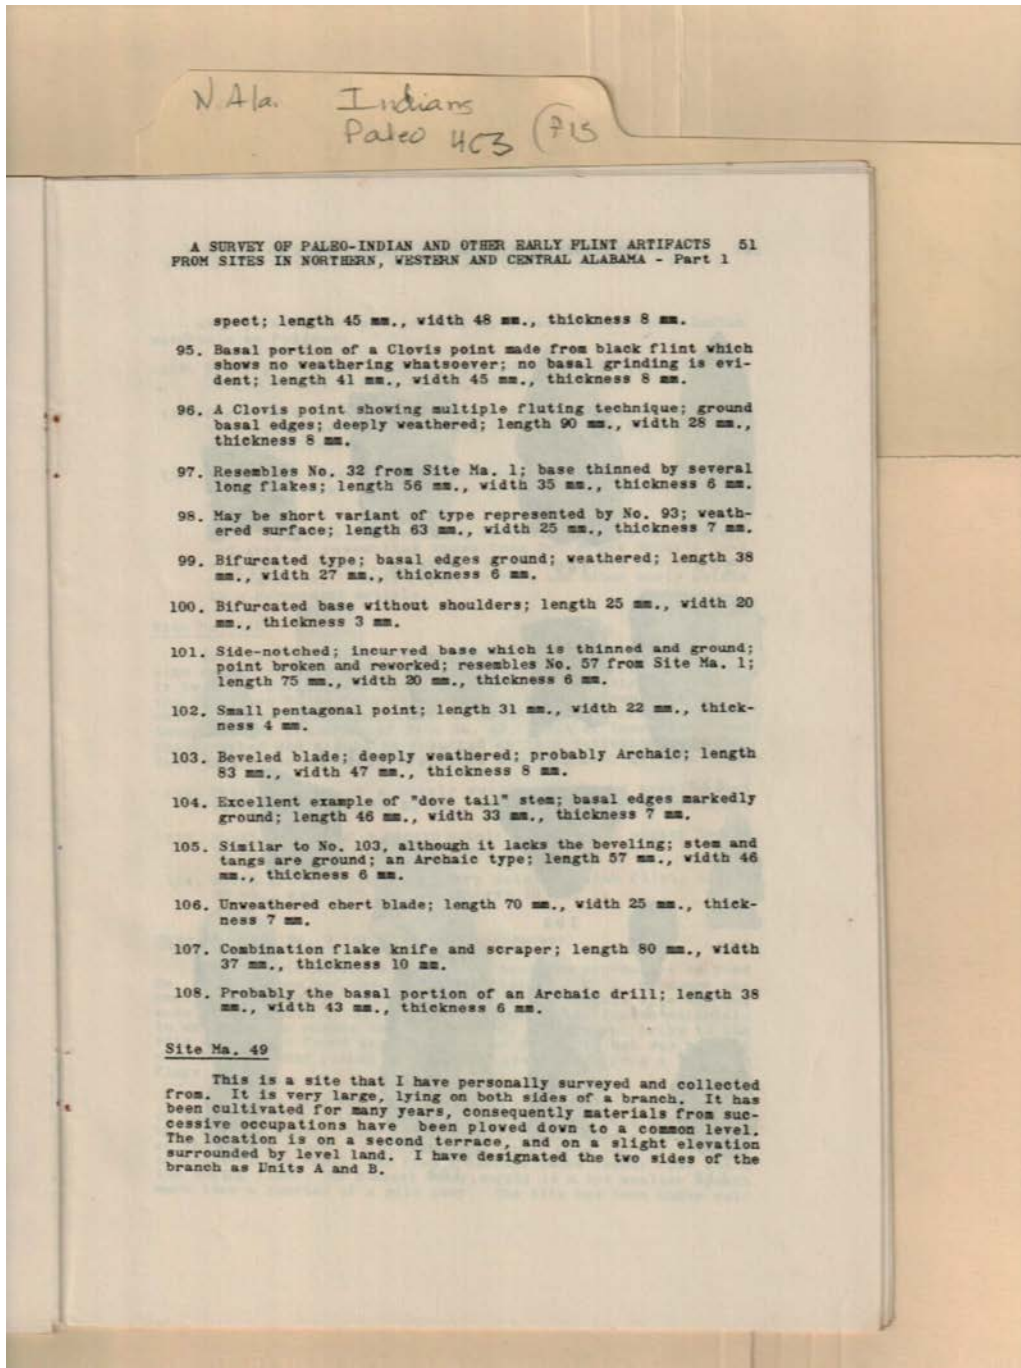 N. Ala. Indians
Paleo 4C3
A SURVEY OF PALEO-INDIAN AND OTHER EARLY FLINT ARTIFACTS 51
FROM SITES IN NORTHERN, WESTERN AND CENTRAL ALABAMA - Part 1
spect; length 45 mm., width 48 mm., thickness 8 mm.
95. Basal portion of a Clovis point made from black flint which
shows no weathering whatsoever; no basal grinding is evi-
dent; length 41 mm., width 45 mm., thickness 8 mm.
96. A Clovis point showing multiple fluting technique; ground
basal edges; deeply weathered; length 90 mm., width 28 mm.,
thickness 8 mm.
97. Resembles No. 32 from Site Ma. 1; base thinned by several
long flakes; length 56 mm., width 35 mm., thickness 6 mm.
98. May be short variant of type represented by No. 93; weath-
ered surface; length 63 mm., width 25 mm., thickness 7 mm.
99. Bifurcated type; basal edges ground; weathered; length 38
mm., width 27 mm., thickness 6 mm.
100. Bifurcated base without shoulders; length 25 mm., width 20
mm., thickness 3 mm.
101. Side-notched; incurved base which is thinned and ground;
point broken and reworked; resembles No. 57 from Site Ma. 1;
length 75 mm., width 20 mm., thickness 6 mm.
102. Small pentagonal point; length 31 mm., width 22 mm., thick-
ness 4 mm.
103. Beveled blade; deeply weathered; probably Archaic; length
83 mm., width 47 mm., thickness 8 mm.
104. Excellent example of "dove tail" stem; basal edges markedly
ground; length 46 mm., width 33 mm., thickness 7 mm.
105. Similar to No. 103, although it lacks the beveling; stem and
tangs are ground; an Archaic type; length 57 mm., width 46
mm., thickness 6 mm.
106. Unweathered chert blade; length 70 mm., width 25 mm., thick-
ness 7 mm.
107. Combination flake knife and scraper; length 80 mm., width
37 mm., thickness 10 mm.
108. Probably the basal portion of an Archaic drill; length 38
mm., width 43 mm., thickness 6 mm.
Site Ma. 49
This is a site that I have personally surveyed and collected
from. It is very large, lying on both sides of a branch. It has
been cultivated for many years, consequently materials from suc-
cessive occupations have been plowed down to a common level.
The location is on a second terrace, and on a slight elevation
surrounded by level land. I have designated the two sides of the
branch as Units A and B.